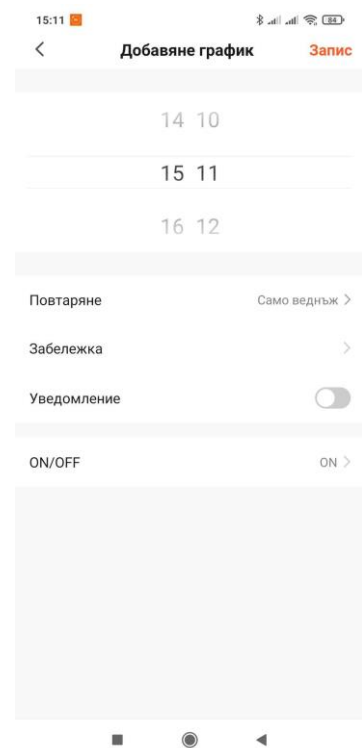 15:11
84
Добавяне график
Запис
14 10
15 11
16 12
Повтаряне Само веднъж
Забележка
Уведомление
ON/OFF ON